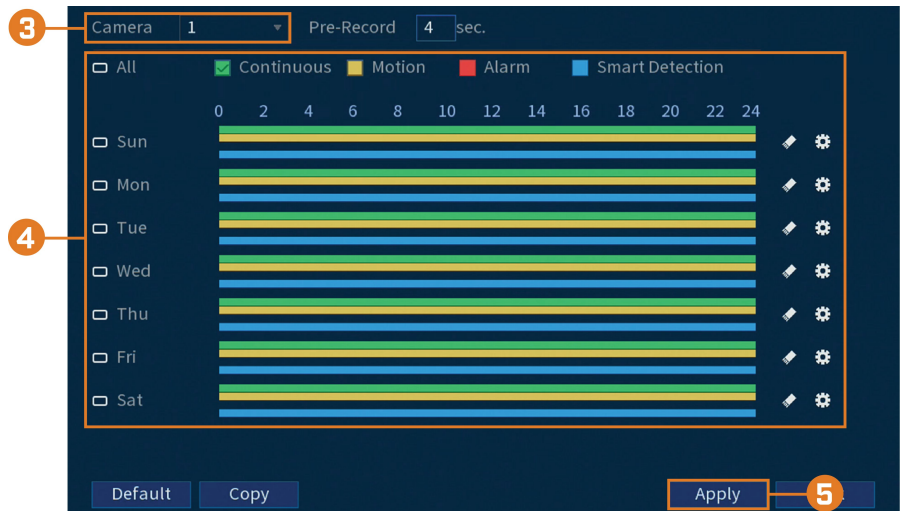 3 Camera 1 Pre-Record 4 sec.
All Continuous Motion Alarm Smart Detection
0 2 4 6 8 10 12 14 16 18 20 22 24
Sun
Mon
4 Tue
Wed
Thu
Fri
Sat
Default Copy Apply 5